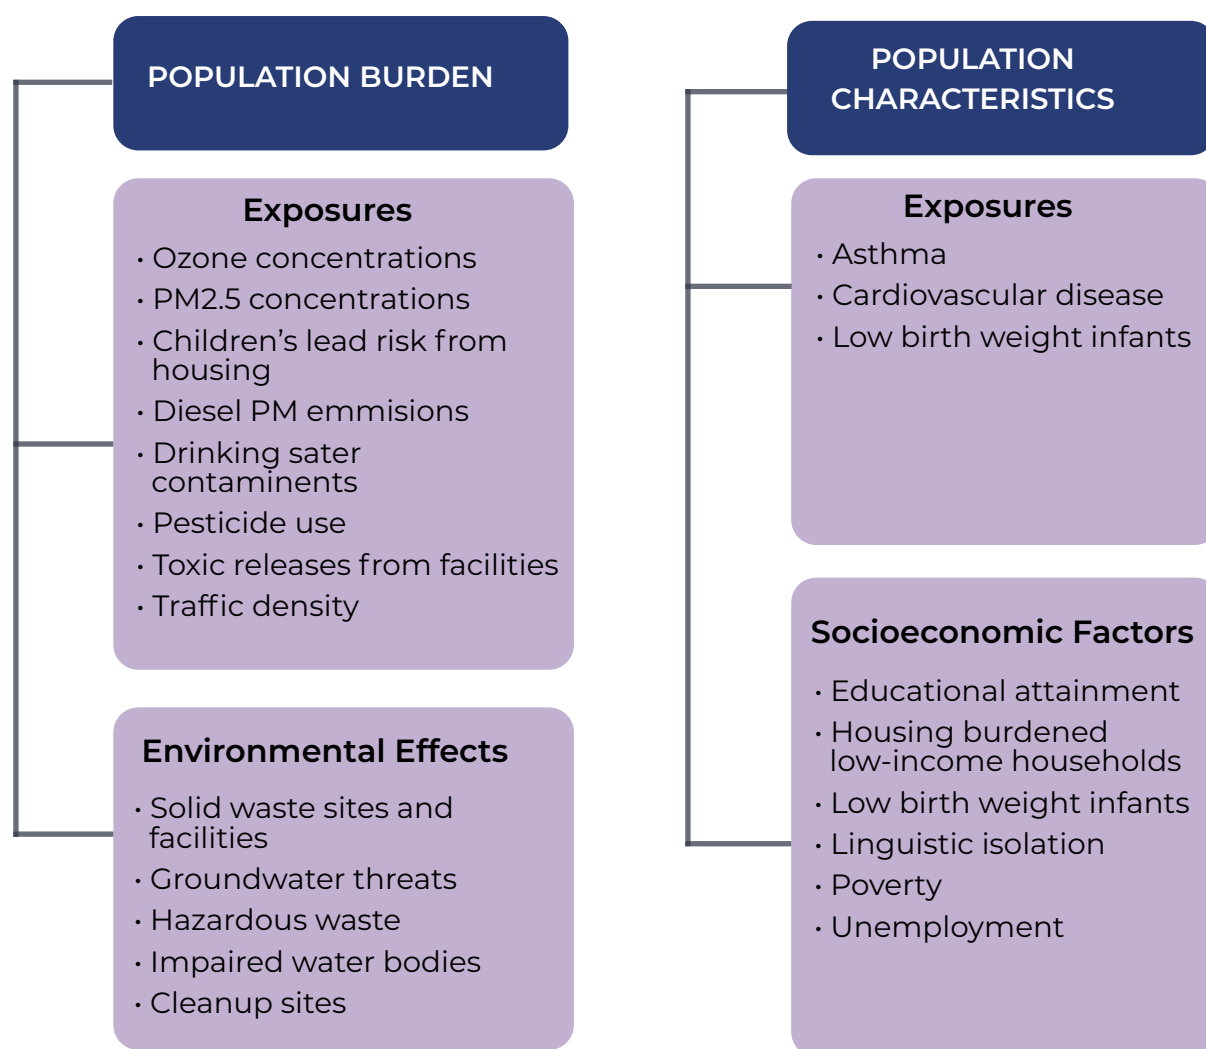 POPULATION BURDEN
Exposures
· Ozone concentrations
· PM2.5 concentrations
· Children’s lead risk from
housing
· Diesel PM emmisions
· Drinking sater
contaminents
· Pesticide use
· Toxic releases from facilities
· Traffic density
Environmental Effects
· Solid waste sites and
facilities
· Groundwater threats
· Hazardous waste
· Impaired water bodies
· Cleanup sites
POPULATION
CHARACTERISTICS
Exposures
· Asthma
· Cardiovascular disease
· Low birth weight infants
Socioeconomic Factors
· Educational attainment
· Housing burdened
low-income households
· Low birth weight infants
· Linguistic isolation
· Poverty
· Unemployment